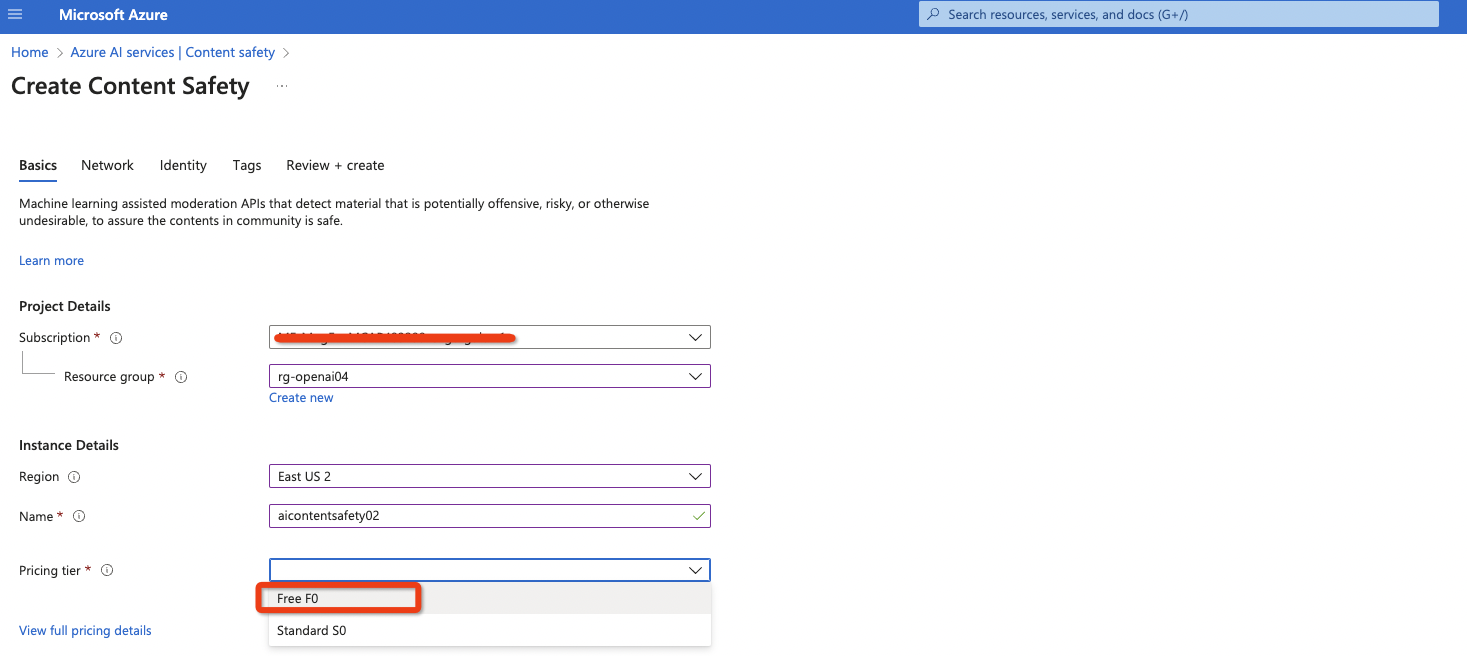 Microsoft Azure
Search resources, services, and docs (G+/)
Home > Azure AI services | Content safety >
Create Content Safety ...
Basics Network Identity Tags Review + create
Machine learning assisted moderation APIs that detect material that is potentially offensive, risky, or otherwise
undesirable, to assure the contents in community is safe.
Learn more
Project Details
Subscription *
Resource group * rg-openai04
Create new
Instance Details
Region East US 2
Name * aicontentsafety02
Pricing tier *
Free F0
Standard S0
View full pricing details